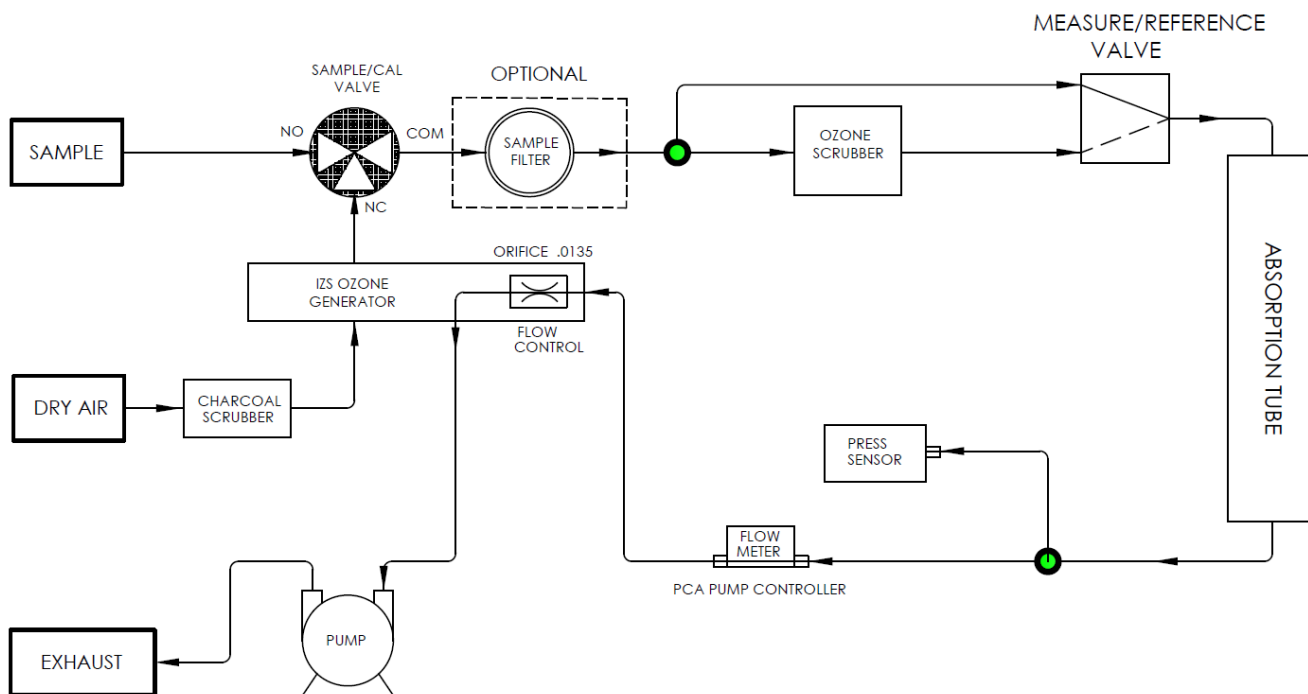 MEASURE/REFERENCE
VALVE
SAMPLE/CAL
VALVE
OPTIONAL
NO
COM
SAMPLE
SAMPLE
FILTER
OZONE
SCRUBBER
NC
ORIFICE .0135
IZS OZONE
GENERATOR
FLOW
CONTROL
ABSORPTION TUBE
DRY AIR
CHARCOAL
SCRUBBER
PRESS
SENSOR
FLOW
METER
PCA PUMP CONTROLLER
PUMP
EXHAUST